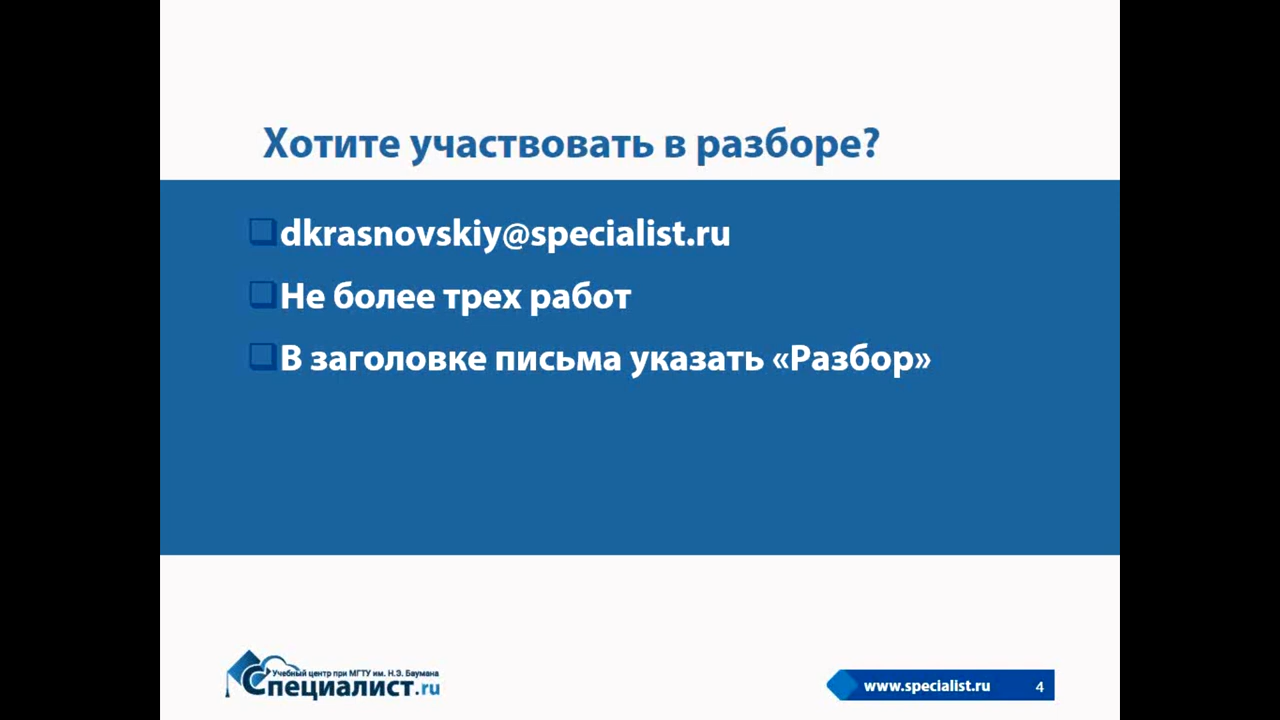 Хотите участвовать в разборе?
dkrasnovskiy@specialist.ru
Не более трех работ
В заголовке письма указать «Разбор»
Учебный центр при МГТУ им. Н.Э. Баумана
Специалист.ru
www.specialist.ru 4